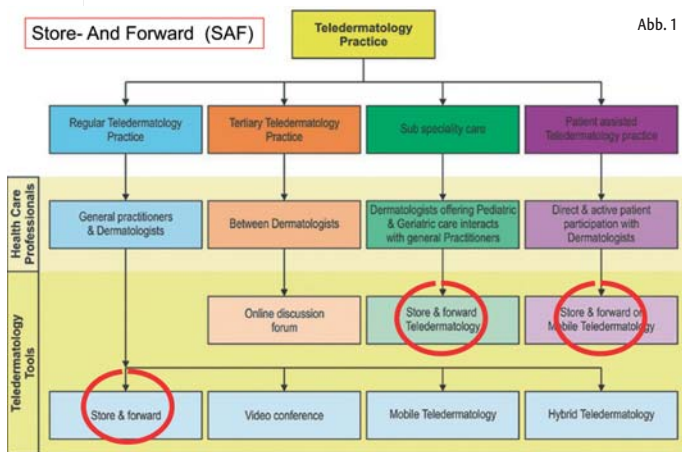 Store- And Forward (SAF)
Teledermatology
Practice
Abb. 1
Regular Teledermatology
Practice
Tertiary Teledermatology
Practice
Sub speciality care
Patient assisted
Teledermatology practice
Health Care
Professionals
General practitioners
& Dermatologists
Between Dermatologists
Dermatologists offering Pediatric
& Geriatric care interacts
with general Practitioners
Direct & active patient
participation with
Dermatologists
Teledermatology
Tools
Online discussion
forum
Store & forward
Teledermatology
Store & forward or
Mobile Teledermatology
Store & forward
Video conference
Mobile Teledermatology
Hybrid Teledermatology